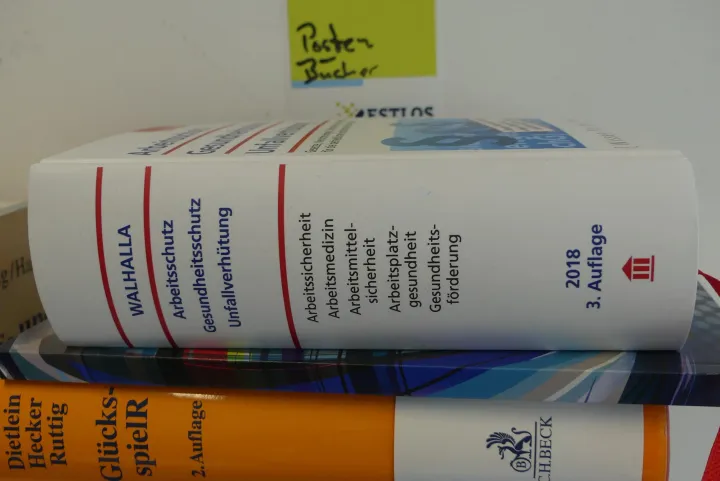 Posten
Bücher
WALHALLA
Arbeitsschutz
Gesundheitsschutz
Unfallverhütung
Arbeitssicherheit
Arbeitsmedizin
Arbeitsmittel-
sicherheit
Arbeitsplatz-
gesundheit
Gesundheits-
förderung
2018
3. Auflage
Dietlein
Hecker
Ruttig
Glücks-
spielR
2. Auflage
C.H.BECK